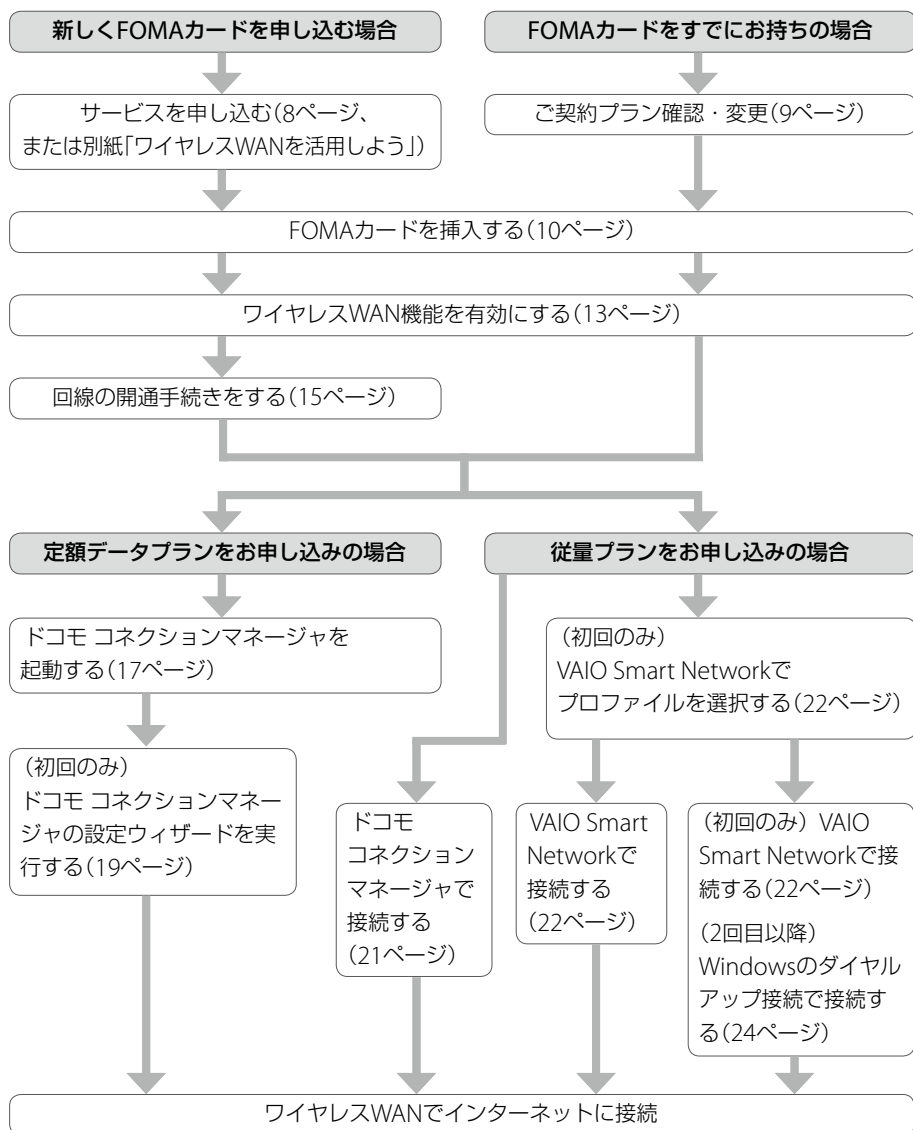 新しくFOMAカードを申し込む場合
FOMAカードをすでにお持ちの場合
サービスを申し込む（8ページ、
または別紙「ワイヤレスWANを活用しよう」）
ご契約プラン確認・変更（9ページ）
FOMAカードを挿入する（10ページ）
ワイヤレスWAN機能を有効にする（13ページ）
回線の開通手続きをする（15ページ）
定額データプランをお申し込みの場合
従量プランをお申し込みの場合
ドコモ コネクションマネージャを
起動する（17ページ）
（初回のみ）
ドコモ コネクションマネー
ジャの設定ウィザードを実
行する（19ページ）
（初回のみ）
VAIO Smart Networkで
プロファイルを選択する（22ページ）
ドコモ
コネクション
マネージャで
接続する
（21ページ）
VAIO Smart
Networkで
接続する
（22ページ）
（初回のみ）VAIO
Smart Networkで接
続する（22ページ）
（2回目以降）
Windowsのダイヤル
アップ接続で接続す
る（24ページ）
ワイヤレスWANでインターネットに接続